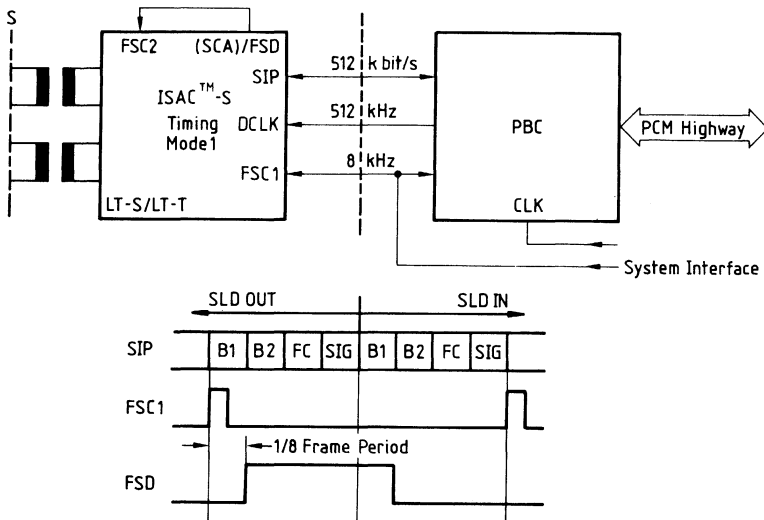 S
FSC2 (SCA)/FSD
SIP
512 k bit/s
ISAC™-S
Timing
Mode1
DCLK
512 kHz
PBC
PCM Highway
FSC1
8 kHz
LT-S/LT-T
CLK
System Interface
SLD OUT SLD IN
SIP B1 B2 FC SIG B1 B2 FC SIG
FSC1
1/8 Frame Period
FSD